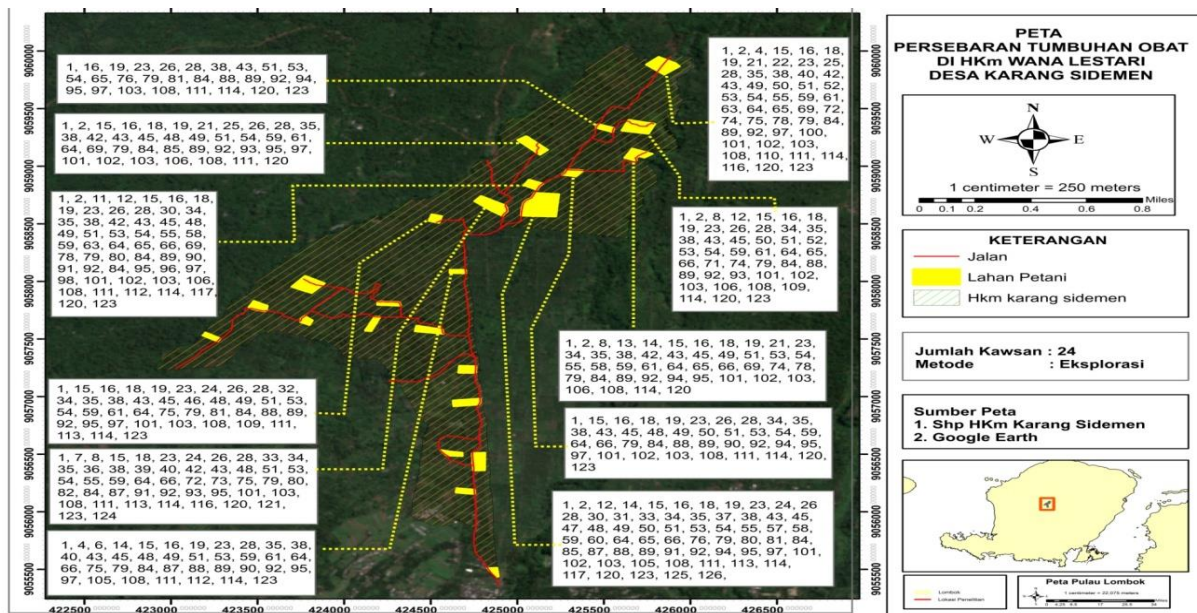 1, 16, 19, 23, 26, 28, 38, 43, 51, 53,
54, 65, 76, 79, 81, 84, 88, 89, 92, 94,
95, 97, 103, 108, 111, 114, 120, 123
1, 2, 15, 16, 18, 19, 21, 25, 26, 28, 35,
38, 42, 43, 45, 48, 49, 51, 54, 59, 61,
64, 69, 79, 84, 85, 89, 92, 93, 95, 97,
101, 102, 103, 106, 108, 111, 120
1, 2, 11, 12, 15, 16, 18,
19, 23, 26, 28, 30, 34,
35, 38, 42, 43, 45, 48,
49, 51, 53, 54, 55, 58,
59, 63, 64, 65, 66, 69,
78, 79, 80, 84, 89, 90,
91, 92, 84, 95, 96, 97,
98, 101, 102, 103, 106,
108, 111, 112, 114, 117,
120, 123
1, 15, 16, 18, 19, 23, 24, 26, 28, 32,
34, 35, 38, 43, 45, 46, 48, 49, 51, 53,
54, 59, 61, 64, 75, 79, 81, 84, 88, 89,
92, 95, 97, 101, 103, 108, 109, 111,
113, 114, 123
1, 7, 8, 15, 18, 23, 24, 26, 28, 33, 34,
35, 36, 38, 39, 40, 42, 43, 48, 51, 53,
54, 55, 59, 64, 66, 72, 73, 75, 79, 80,
82, 84, 87, 91, 92, 93, 95, 101, 103,
108, 111, 113, 114, 116, 120, 121,
123, 124
1, 4, 6, 14, 15, 16, 19, 23, 28, 35, 38,
40, 43, 45, 48, 49, 51, 53, 59, 61, 64,
66, 75, 79, 84, 87, 88, 89, 90, 92, 95,
97, 105, 108, 111, 112, 114, 123
1, 2, 4, 15, 16, 18,
19, 21, 22, 23, 25,
28, 35, 38, 40, 42,
43, 49, 50, 51, 52,
53, 54, 55, 59, 61,
63, 64, 65, 69, 72,
74, 75, 78, 79, 84,
89, 92, 97, 100,
101, 102, 103,
108, 110, 111, 114,
116, 120, 123
1, 2, 8, 12, 15, 16, 18,
19, 23, 26, 28, 34, 35,
38, 43, 45, 50, 51, 52,
53, 54, 59, 61, 64, 65,
66, 71, 74, 79, 84, 88,
89, 92, 93, 101, 102,
103, 106, 108, 109,
114, 120, 123
1, 2, 8, 13, 14, 15, 16, 18, 19, 21, 23,
34, 35, 38, 42, 43, 45, 49, 51, 53, 54,
55, 58, 59, 61, 64, 65, 66, 69, 74, 78,
79, 84, 89, 92, 94, 95, 101, 102, 103,
106, 108, 114, 120
1, 15, 16, 18, 19, 23, 26, 28, 34, 35,
38, 43, 45, 48, 49, 50, 51, 53, 54, 59,
64, 66, 79, 84, 88, 89, 90, 92, 94, 95,
97, 101, 102, 103, 108, 111, 114, 120,
123
1, 2, 12, 14, 15, 16, 18, 19, 23, 24, 26
28, 30, 31, 33, 34, 35, 37, 38, 43, 45,
47, 48, 49, 50, 51, 53, 54, 55, 57, 58,
59, 60, 64, 65, 66, 76, 79, 80, 81, 84,
85, 87, 88, 89, 91, 92, 94, 95, 97, 101,
102, 103, 105, 108, 111, 113, 114,
117, 120, 123, 125, 126,
9060000
9059500
9059000
9058500
9058000
9057500
9057000
9056500
9056000
9055500
9060000
9059500
9059000
9058500
9058000
9057500
9057000
9056500
9056000
9055500
422500 423000 423500 424000 424500 425000 425500 426000 426500
PETA
PERSEBARAN TUMBUHAN OBAT
DI HKm WANA LESTARI
DESA KARANG SIDEMEN
N
W E
S
1 centimeter = 250 meters
Miles
0 0.1 0.2 0.4 0.6 0.8
KETERANGAN
Jalan
Lahan Petani
Hkm karang sidemen
Jumlah Kawsan : 24
Metode : Eksplorasi
Sumber Peta
1. Shp HKm Karang Sidemen
2. Google Earth
Lombok
Lokasi Penelitian
Peta Pulau Lombok